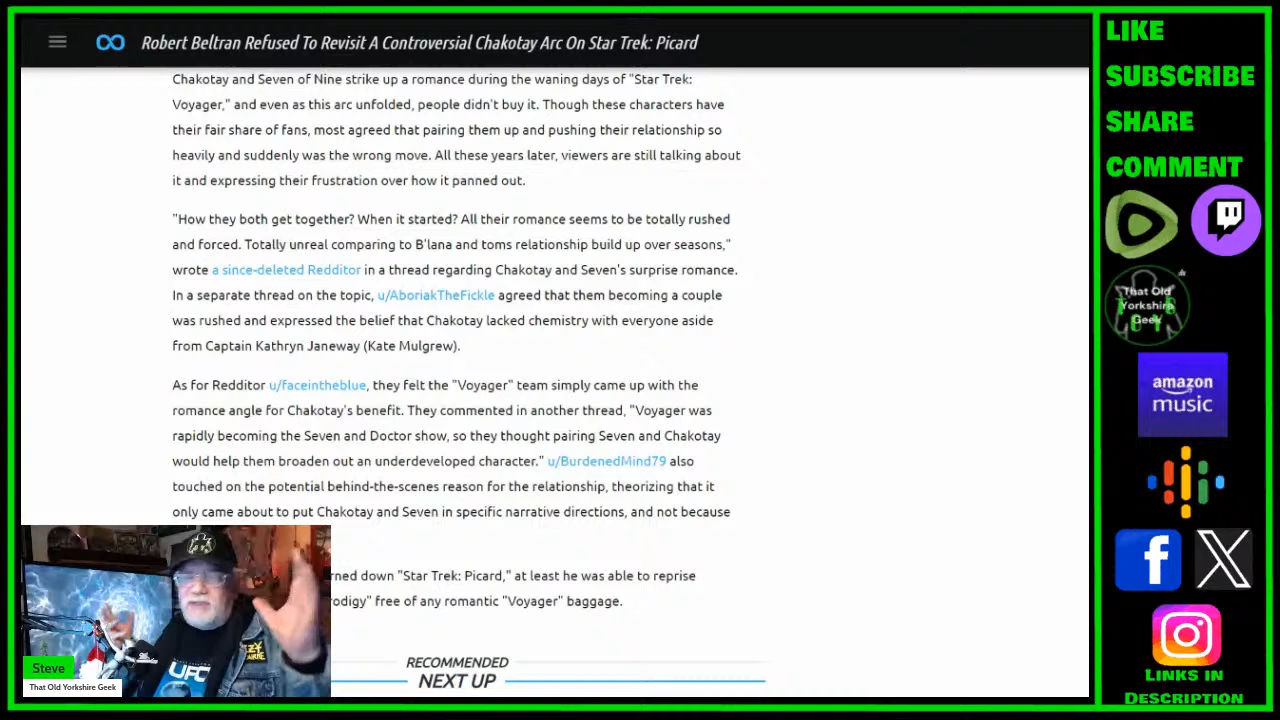 Robert Beltran Refused To Revisit A Controversial Chakotay Arc On Star Trek: Picard
Chakotay and Seven of Nine strike up a romance during the waning days of "Star Trek:
Voyager," and even as this arc unfolded, people didn't buy it. Though these characters have
their fair share of fans, most agreed that pairing them up and pushing their relationship so
heavily and suddenly was the wrong move. All these years later, viewers are still talking about
it and expressing their frustration over how it panned out.
"How they both get together? When it started? All their romance seems to be totally rushed
and forced. Totally unreal comparing to B'lana and toms relationship build up over seasons,"
wrote a since-deleted Redditor in a thread regarding Chakotay and Seven's surprise romance.
In a separate thread on the topic, u/AboriakTheFickle agreed that them becoming a couple
was rushed and expressed the belief that Chakotay lacked chemistry with everyone aside
from Captain Kathryn Janeway (Kate Mulgrew).
As for Redditor u/faceintheblue, they felt the "Voyager" team simply came up with the
romance angle for Chakotay's benefit. They commented in another thread, "Voyager was
rapidly becoming the Seven and Doctor show, so they thought pairing Seven and Chakotay
would help them broaden out an underdeveloped character." u/BurdenedMind79 also
touched on the potential behind-the-scenes reason for the relationship, theorizing that it
only came about to put Chakotay and Seven in specific narrative directions, and not because
rned down "Star Trek: Picard," at least he was able to reprise
rodigy" free of any romantic "Voyager" baggage.
RECOMMENDED
NEXT UP
UFC
Steve
That Old Yorkshire Geek
LIKE
SUBSCRIBE
SHARE
COMMENT
That Old
Yorkshire
Geek
amazon
music
LINKS IN
DESCRIPTION